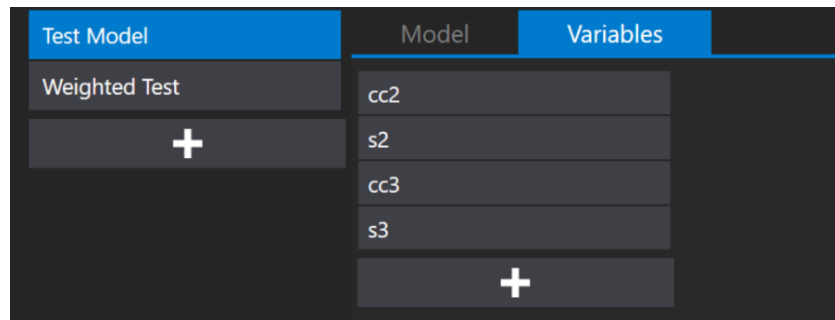 Test Model
Weighted Test
Model Variables
cc2
s2
cc3
s3